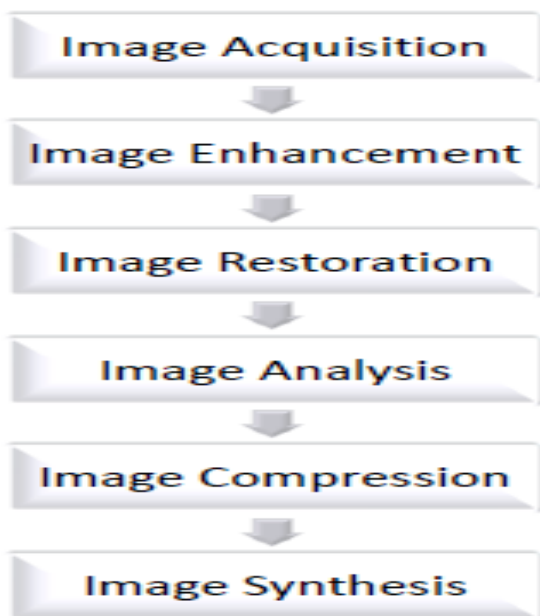 Image Acquisition
Image Enhancement
Image Restoration
Image Analysis
Image Compression
Image Synthesis